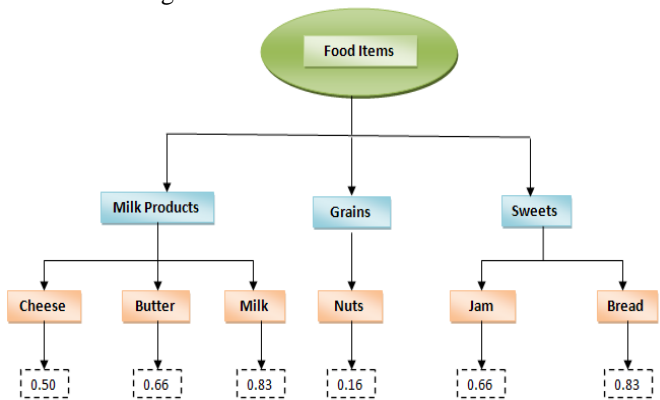 Food Items
Milk Products
Grains
Sweets
Cheese
Butter
Milk
Nuts
Jam
Bread
0.50
0.66
0.83
0.16
0.66
0.83